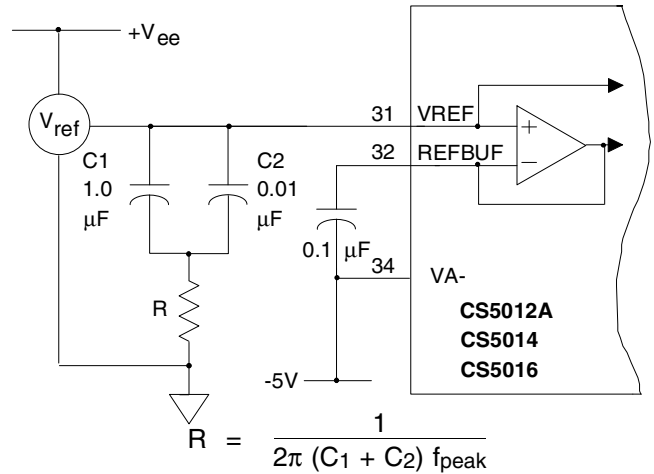 +Vee
Vref
31 VREF
+
32 REFBUF
−
C1
1.0
µF
C2
0.01
µF
0.1 µF
34 VA-
R
CS5012A
CS5014
CS5016
-5V
R = 1 / 2π (C1 + C2) fpeak